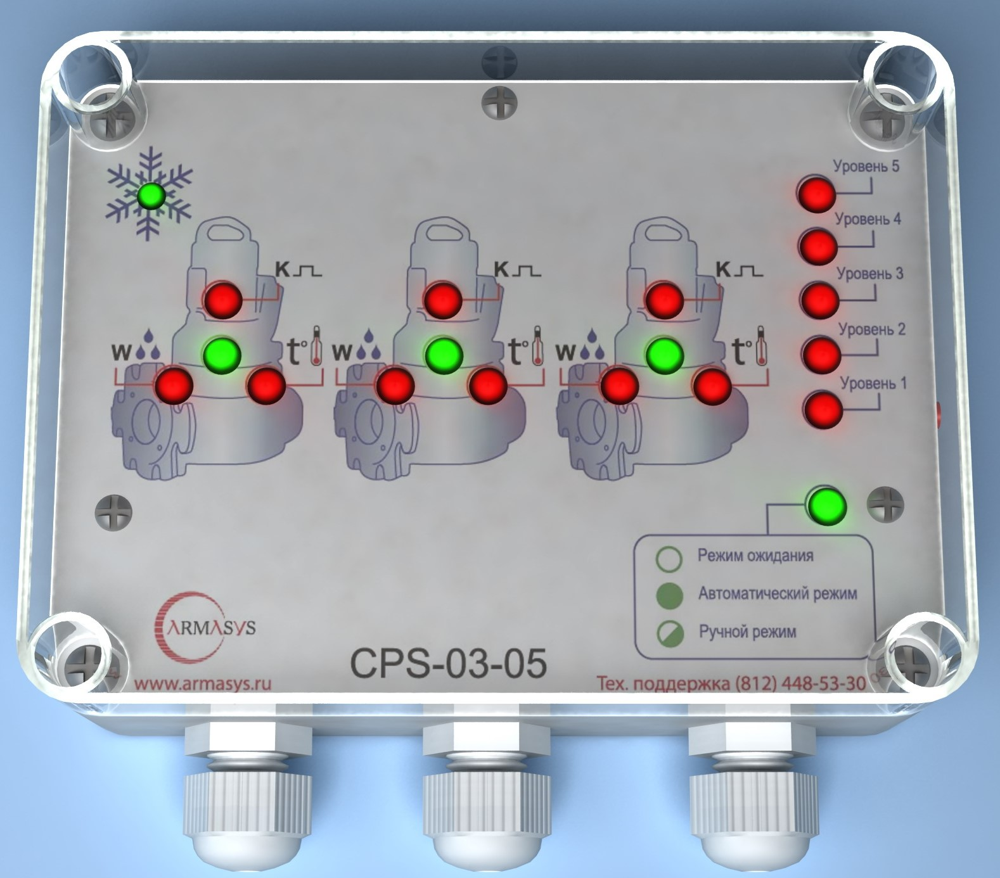 Уровень 5
Уровень 4
Уровень 3
Уровень 2
Уровень 1
K
K
K
w
t°
w
t°
w
t°
Режим ожидания
Автоматический режим
Ручной режим
ARMASYS
CPS-03-05
www.armasys.ru
Тех. поддержка (812) 448-53-30